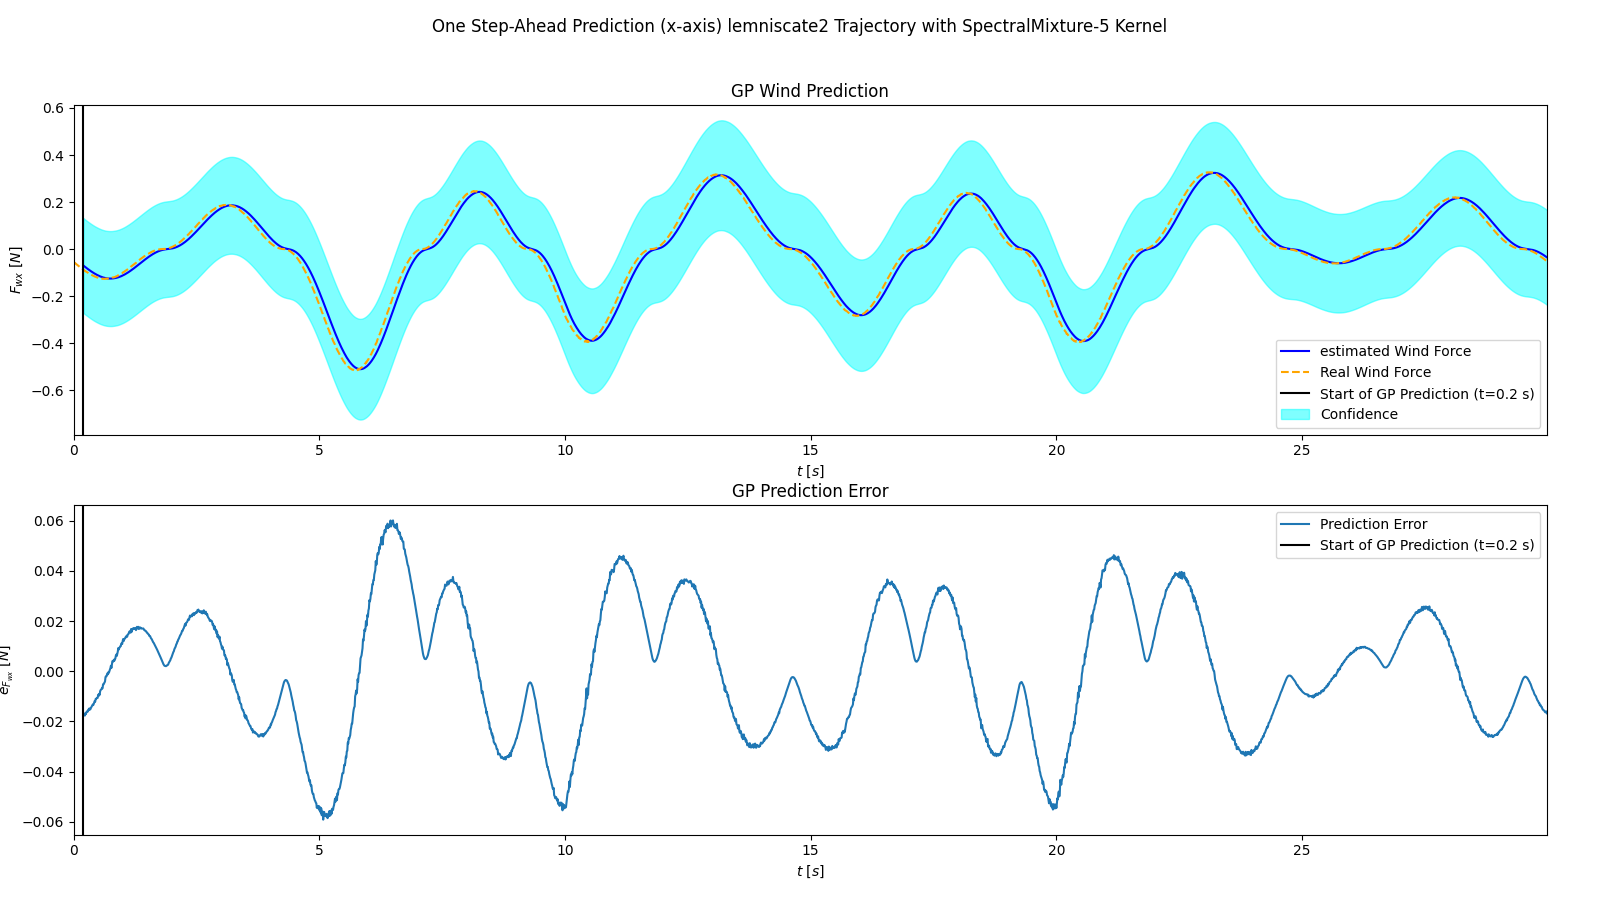 One Step-Ahead Prediction (x-axis) lemniscate2 Trajectory with SpectralMixture-5 Kernel
GP Wind Prediction
0.6
0.4
0.2
0.0
−0.2
−0.4
−0.6
F_wx [N]
estimated Wind Force
Real Wind Force
Start of GP Prediction (t=0.2 s)
Confidence
0 5 10 15 20 25
t [s]
GP Prediction Error
0.06
0.04
0.02
0.00
−0.02
−0.04
−0.06
e_F_wx [N]
Prediction Error
Start of GP Prediction (t=0.2 s)
0 5 10 15 20 25
t [s]